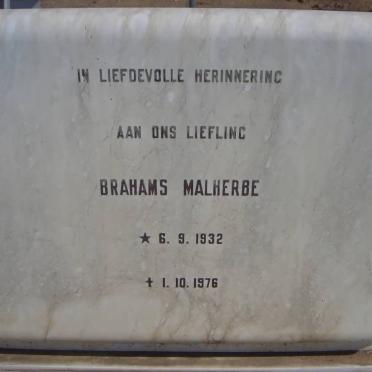 IN LIEFDEVOLLE HERINNERING
AAN ONS LIEFLING
BRAHAMS MALHERBE
★ 6. 9. 1932
✝ 1. 10. 1976